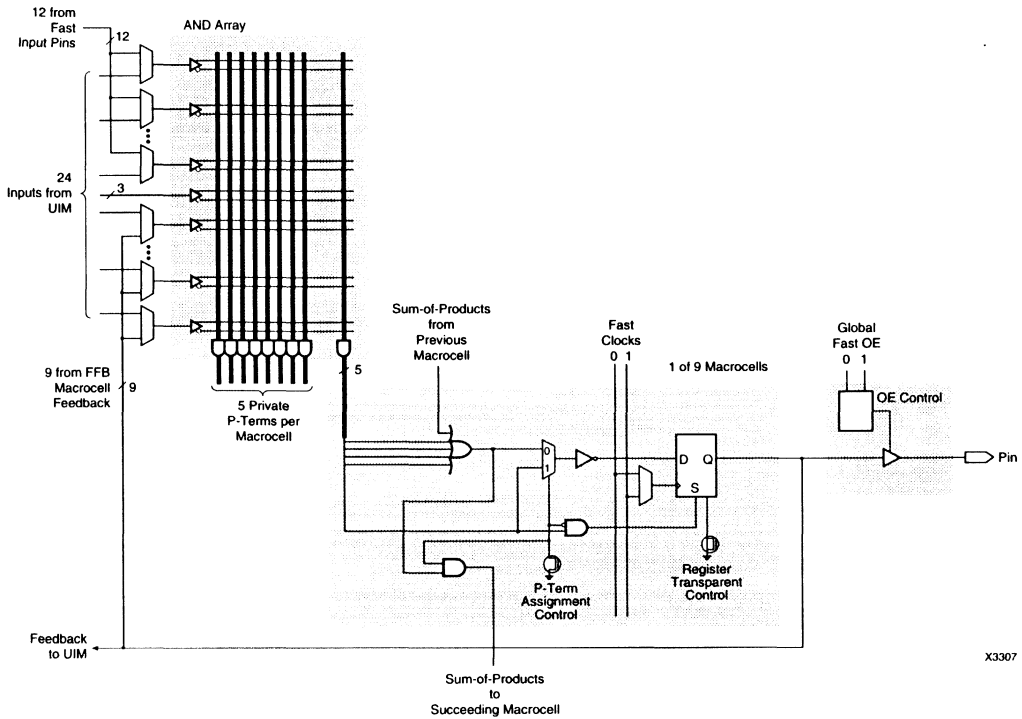 12 from
Fast
Input Pins
12
AND Array
24
Inputs from
UIM
3
9 from FFB
Macrocell
Feedback
9
5 Private
P-Terms per
Macrocell
5
Sum-of-Products
from
Previous
Macrocell
Fast
Clocks
0 1
1 of 9 Macrocells
Global
Fast OE
0 1
OE Control
0
1
D Q
S
Pin
P-Term
Assignment
Control
Register
Transparent
Control
Feedback
to UIM
Sum-of-Products
to
Succeeding Macrocell
X3307